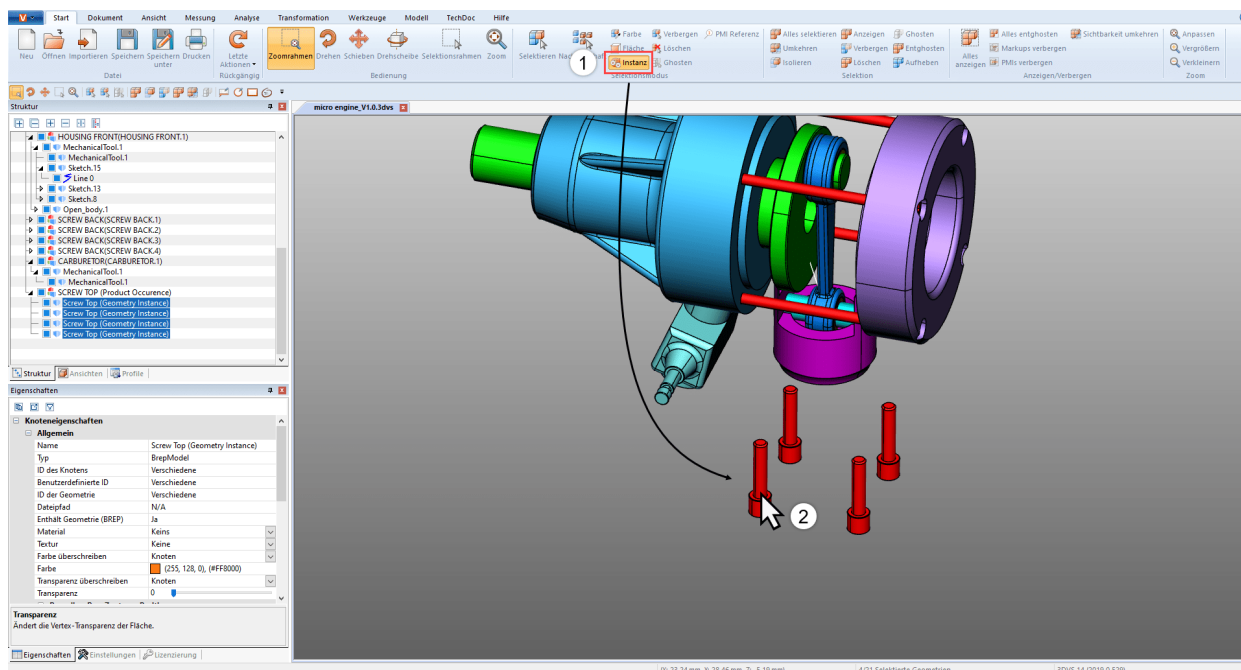 Start Dokument Ansicht Messung Analyse Transformation Werkzeuge Modell TechDoc Hilfe
Neu Öffnen Importieren Speichern Speichern unter Drucken
Datei
Letzte Aktionen
Rückgängig
Zoomrahmen Drehen Schieben Drehscheibe Selektionsrahmen Zoom
Bedienung
Selektieren
1
Farbe Verbergen PMI Referenz
Fläche Löschen
Instanz Ghosten
Selektionsmodus
Alles selektieren Anzeigen Ghosten
Umkehren Verbergen Entghosten
Isolieren Löschen Aufheben
Selektion
Alles anzeigen
Alles entghosten Sichtbarkeit umkehren
Markups verbergen
PMIs verbergen
Anzeigen/Verbergen
Anpassen
Vergrößern
Verkleinern
Zoom
Struktur
micro engine_V1.0.3dvs
HOUSING FRONT(HOUSING FRONT.1)
MechanicalTool.1
MechanicalTool.1
Sketch.15
Line 0
Sketch.13
Sketch.8
Open_body.1
SCREW BACK(SCREW BACK.1)
SCREW BACK(SCREW BACK.2)
SCREW BACK(SCREW BACK.3)
SCREW BACK(SCREW BACK.4)
CARBURETOR(CARBURETOR.1)
MechanicalTool.1
MechanicalTool.1
SCREW TOP (Product Occurence)
Screw Top (Geometry Instance)
Screw Top (Geometry Instance)
Screw Top (Geometry Instance)
Screw Top (Geometry Instance)
Struktur Ansichten Profile
Eigenschaften
Knoteneigenschaften
Allgemein
Name Screw Top (Geometry Instance)
Typ BrepModel
ID des Knotens Verschiedene
Benutzerdefinierte ID Verschiedene
ID der Geometrie Verschiedene
Dateipfad N/A
Enthält Geometrie (BREP) Ja
Material Keins
Textur Keine
Farbe überschreiben Knoten
Farbe (255, 128, 0), (#FF8000)
Transparenz überschreiben Knoten
Transparenz 0
Transparenz
Ändert die Vertex-Transparenz der Fläche.
Eigenschaften Einstellungen Lizenzierung
2